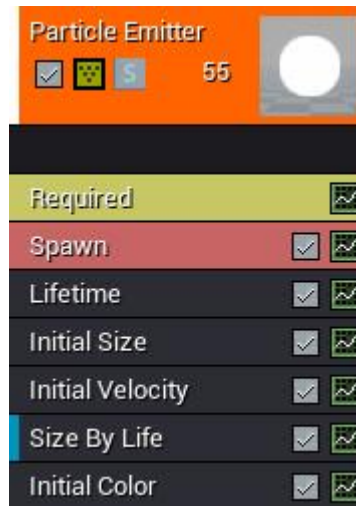 Particle Emitter
S 55
Required
Spawn
Lifetime
Initial Size
Initial Velocity
Size By Life
Initial Color